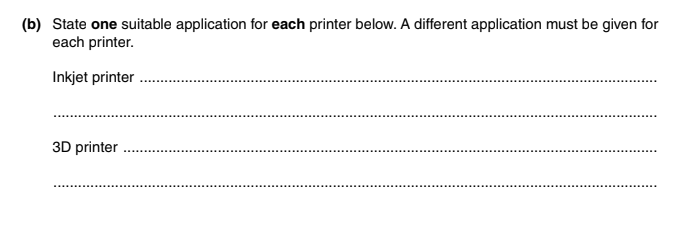 (b) State one suitable application for each printer below. A different application must be given for
each printer.
Inkjet printer ..........................................................................................................................
..............................................................................................................................................
3D printer ..............................................................................................................................
..............................................................................................................................................